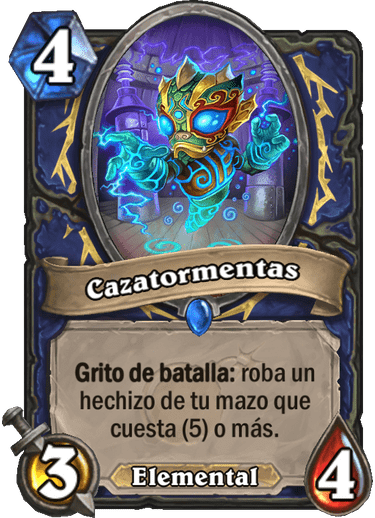 4
Cazatormentas
Grito de batalla: roba un
hechizo de tu mazo que
cuesta (5) o más.
3
Elemental
4